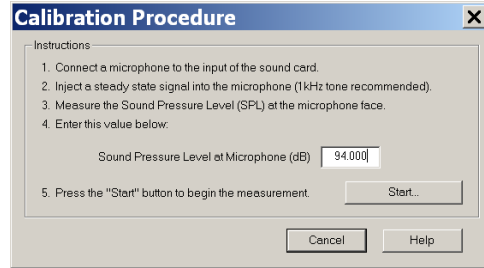 Calibration Procedure
Instructions
1. Connect a microphone to the input of the sound card.
2. Inject a steady state signal into the microphone (1kHz tone recommended).
3. Measure the Sound Pressure Level (SPL) at the microphone face.
4. Enter this value below:
Sound Pressure Level at Microphone (dB) 94.000
5. Press the "Start" button to begin the measurement. Start...
Cancel Help